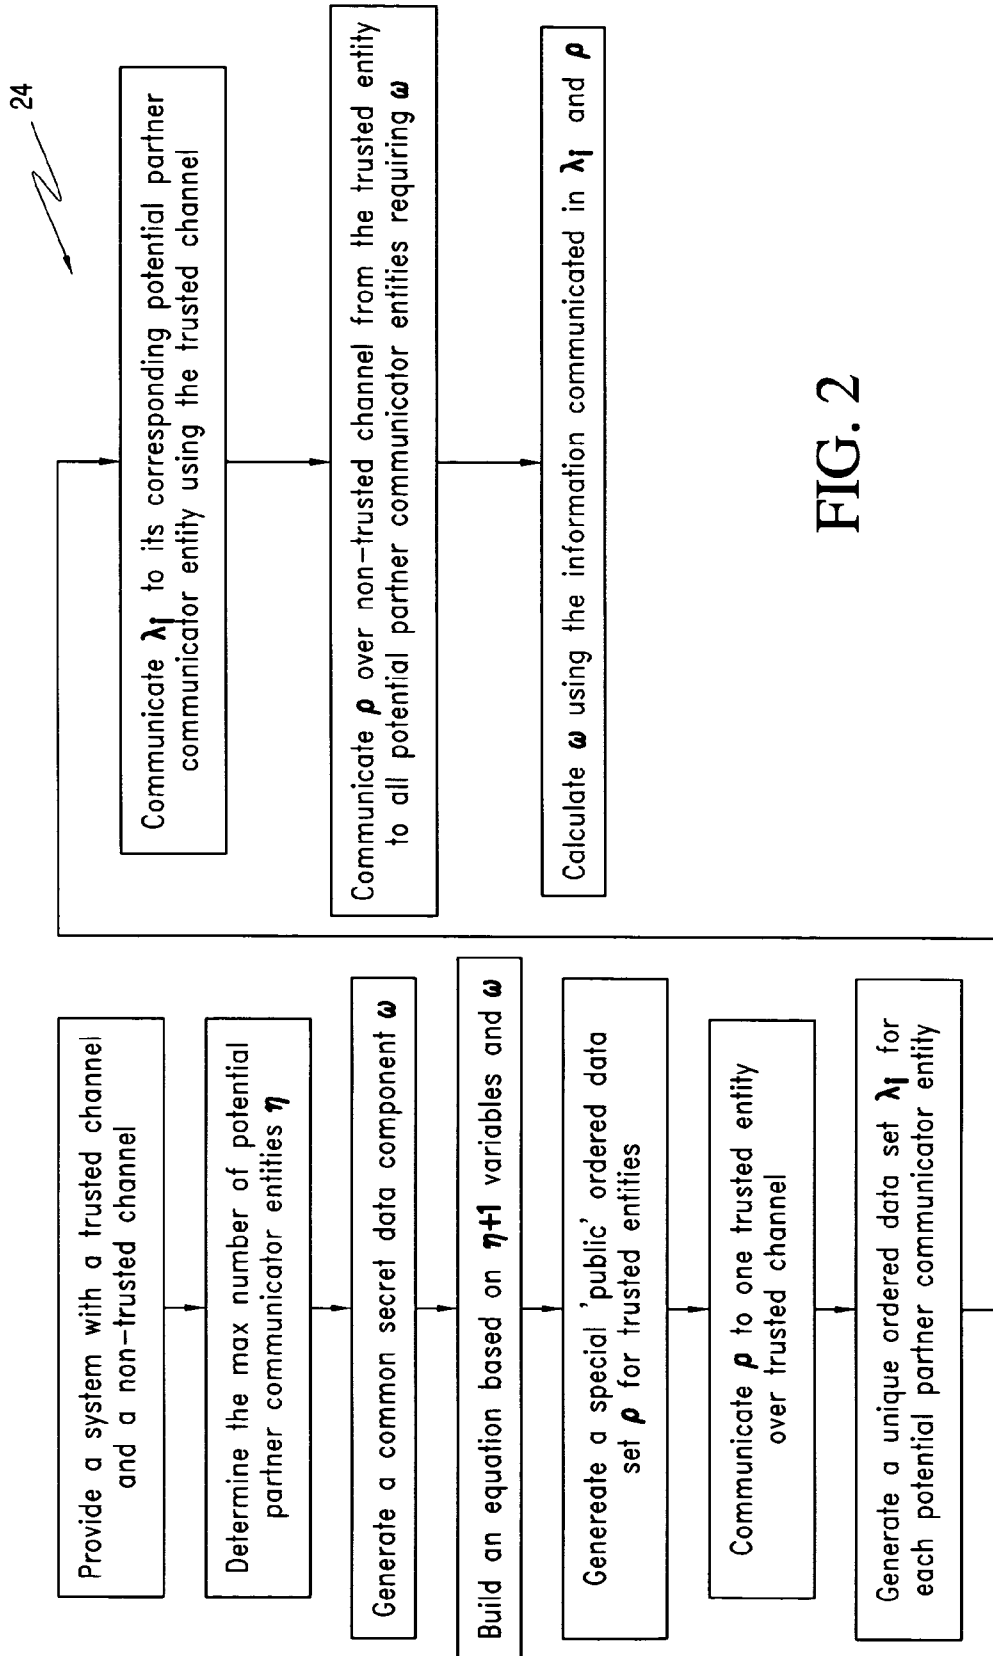 Provide a system with a trusted channel
and a non-trusted channel
Determine the max number of potential
partner communicator entities η
Generate a common secret data component ω
Build an equation based on η+1 variables and ω
Genereate a special 'public' ordered data
set ρ for trusted entities
Communicate ρ to one trusted entity
over trusted channel
Generate a unique ordered data set λi for
each potential partner communicator entity
24
Communicate λi to its corresponding potential partner
communicator entity using the trusted channel
Communicate ρ over non-trusted channel from the trusted entity
to all potential partner communicator entities requiring ω
Calculate ω using the information communicated in λi and ρ
FIG. 2